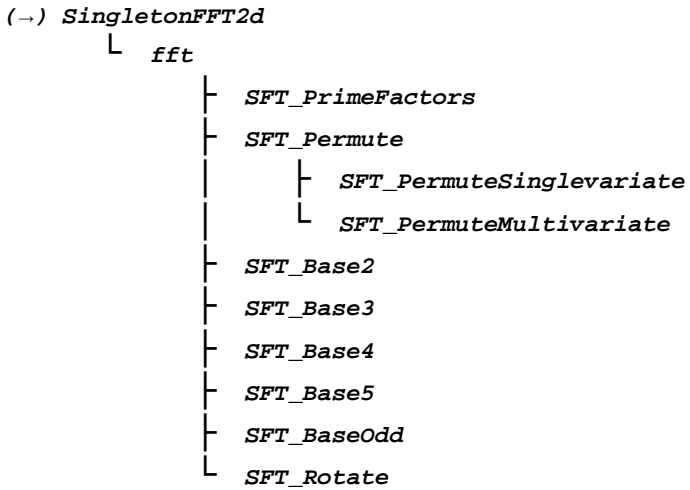 (→) SingletonFFT2d
└ fft
├ SFT_PrimeFactors
├ SFT_Permute
│ ├ SFT_PermuteSinglevariate
│ └ SFT_PermuteMultivariate
├ SFT_Base2
├ SFT_Base3
├ SFT_Base4
├ SFT_Base5
├ SFT_BaseOdd
└ SFT_Rotate